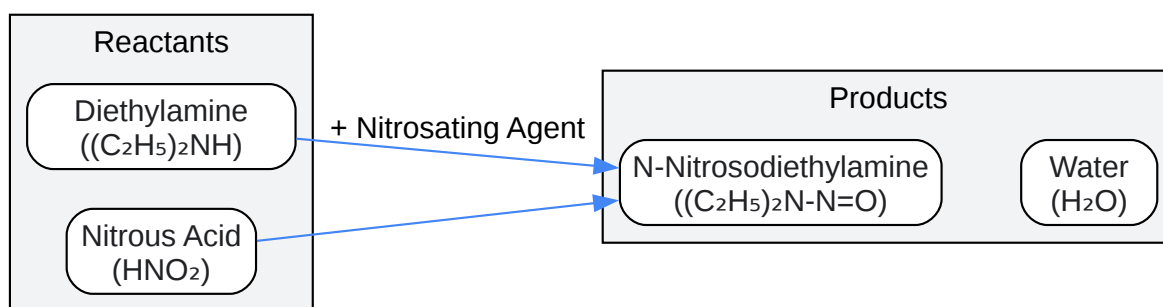 Reactants
Diethylamine
((C₂H₅)₂NH)
Nitrous Acid
(HNO₂)
+ Nitrosating Agent
Products
N-Nitrosodiethylamine
((C₂H₅)₂N-N=O)
Water
(H₂O)